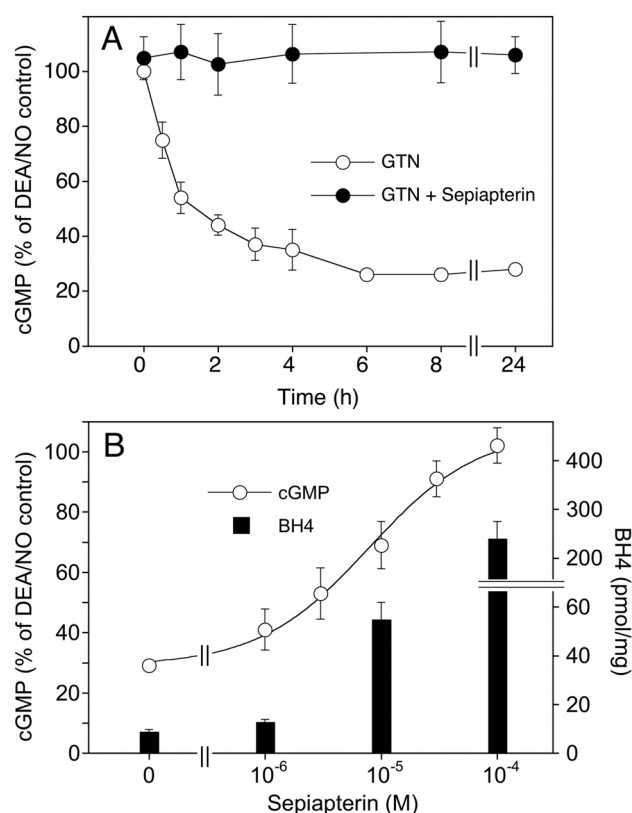 A
cGMP (% of DEA/NO control)
100
80
60
40
20
0
GTN
GTN + Sepiapterin
0 2 4 6 8 24
Time (h)
B
cGMP (% of DEA/NO control)
100
80
60
40
20
0
cGMP
BH4
400
300
200
60
40
20
0
BH4 (pmol/mg)
0 10⁻⁶ 10⁻⁵ 10⁻⁴
Sepiapterin (M)